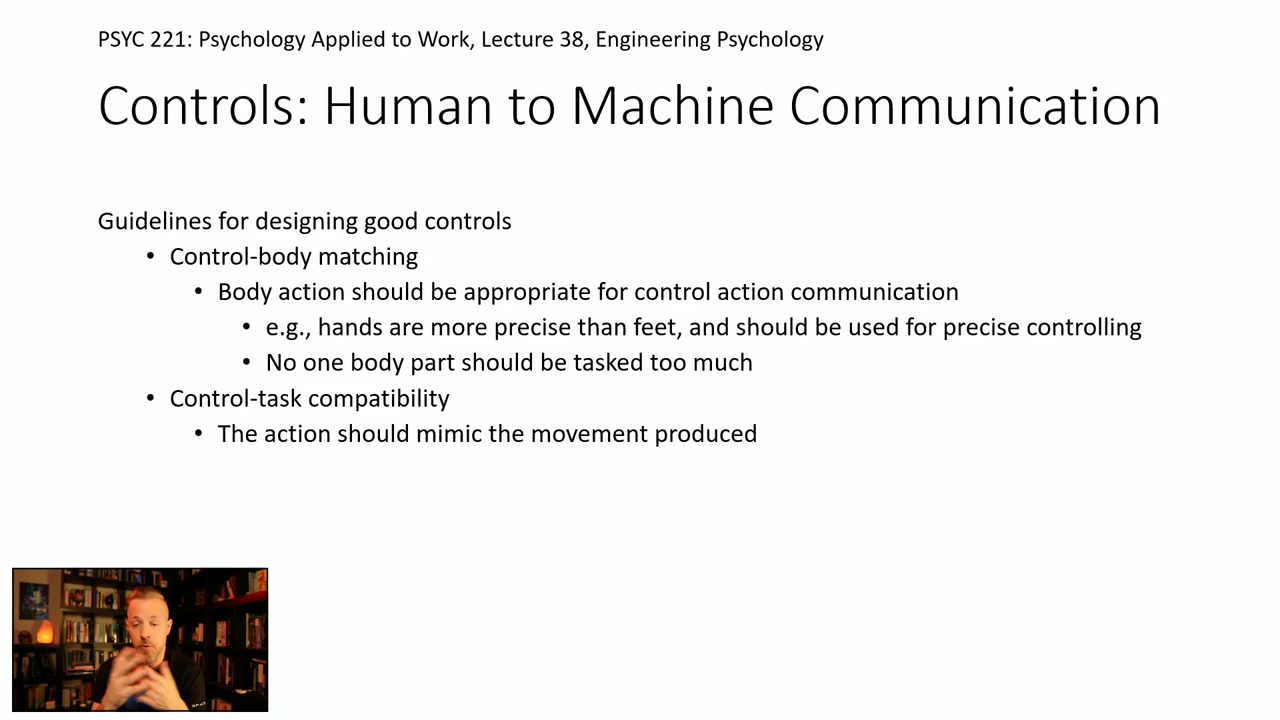 PSYC 221: Psychology Applied to Work, Lecture 38, Engineering Psychology
Controls: Human to Machine Communication
Guidelines for designing good controls
• Control-body matching
• Body action should be appropriate for control action communication
• e.g., hands are more precise than feet, and should be used for precise controlling
• No one body part should be tasked too much
• Control-task compatibility
• The action should mimic the movement produced